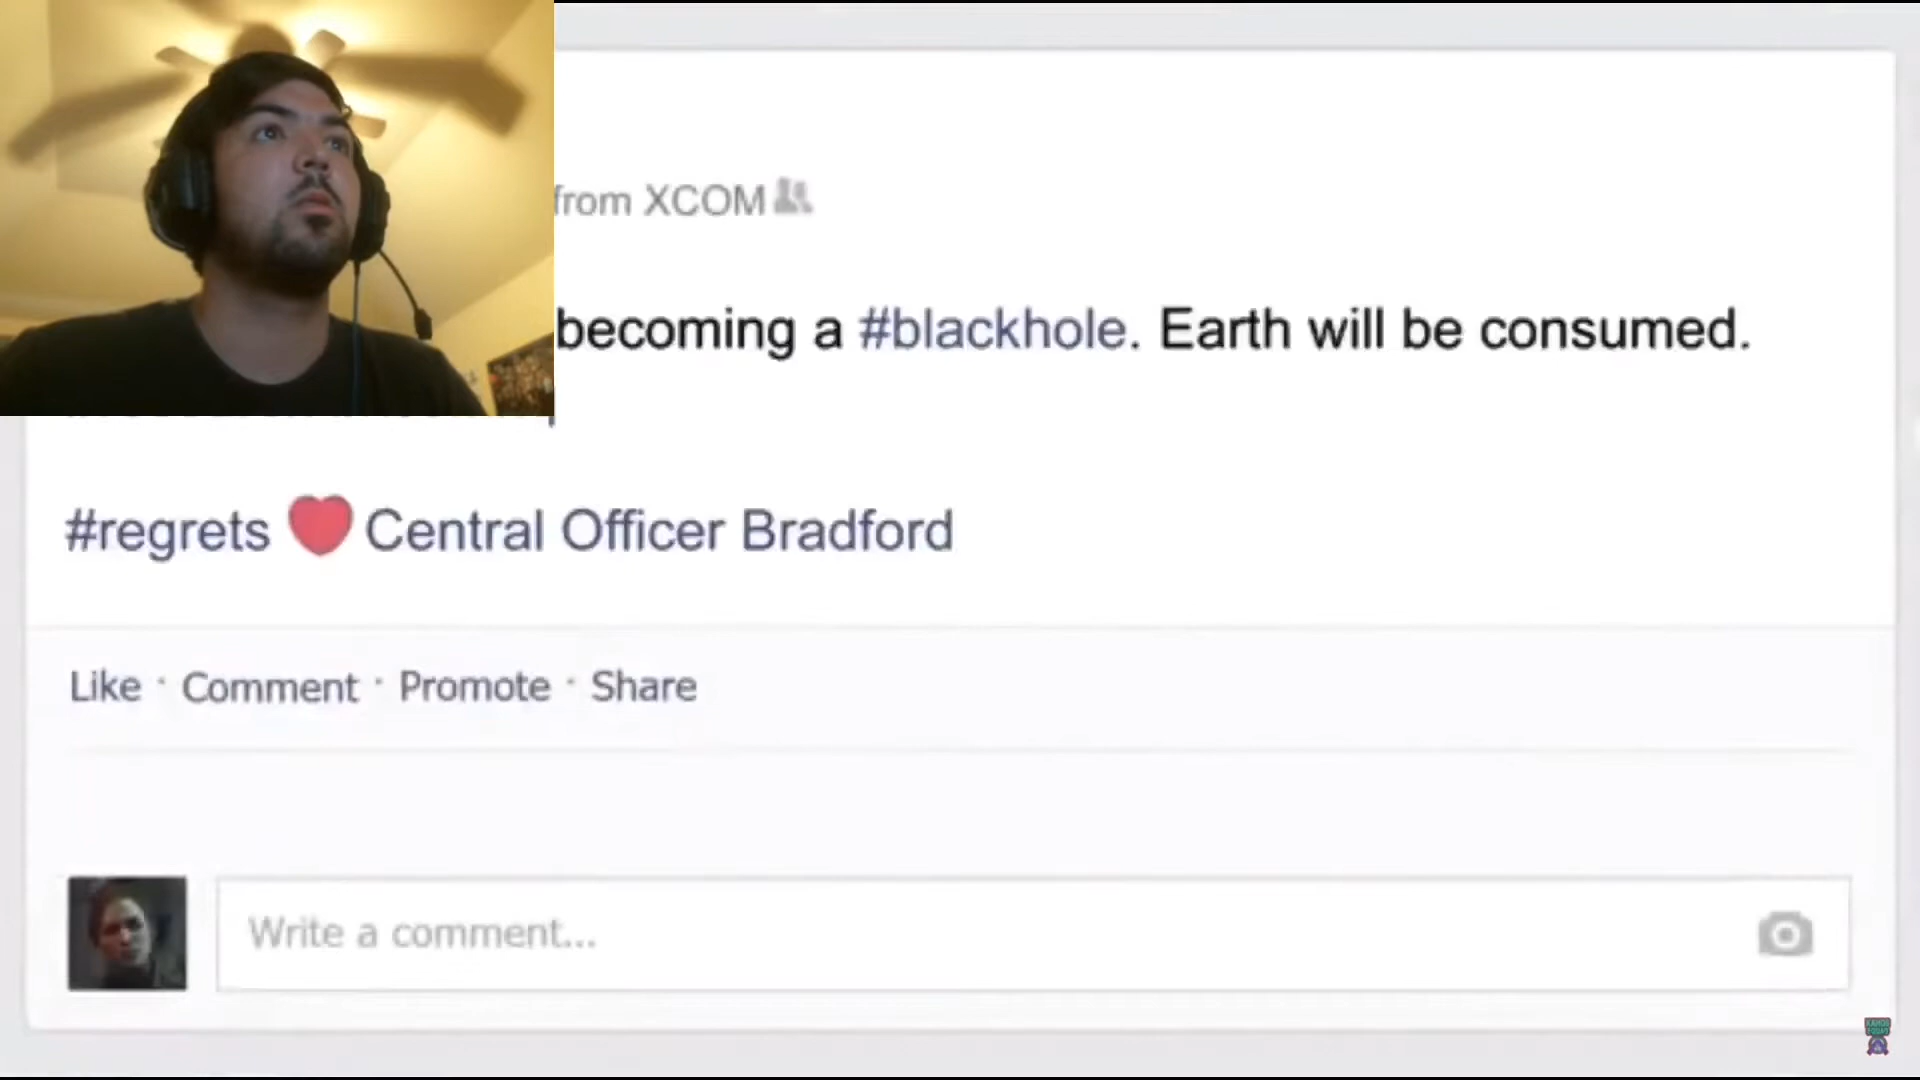 from XCOM
becoming a #blackhole. Earth will be consumed.
#regrets ❤ Central Officer Bradford
Like · Comment · Promote · Share
Write a comment...